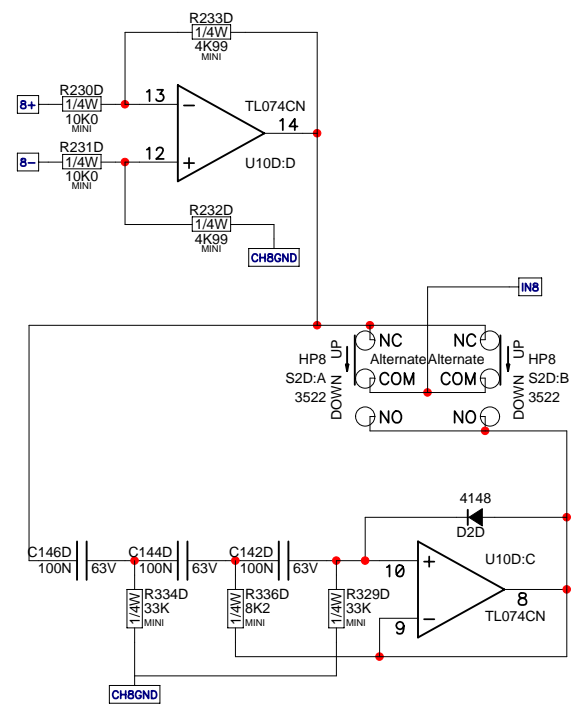 R233D
1/4W
4K99
MINI
R230D
8+
1/4W
10K0
MINI
13
TL074CN
14
R231D
8-
1/4W
10K0
MINI
12
U10D:D
R232D
1/4W
4K99
MINI
CH8GND
IN8
NC
NC
UP
UP
HP8
Alternate
Alternate
HP8
S2D:A
COM
COM
S2D:B
3522
3522
DOWN
DOWN
NO
NO
4148
D2D
C146D
C144D
C142D
U10D:C
100N
63V
100N
63V
100N
63V
10
8
R334D
33K
1/4W
MINI
R336D
8K2
1/4W
MINI
R329D
33K
1/4W
MINI
9
TL074CN
CH8GND